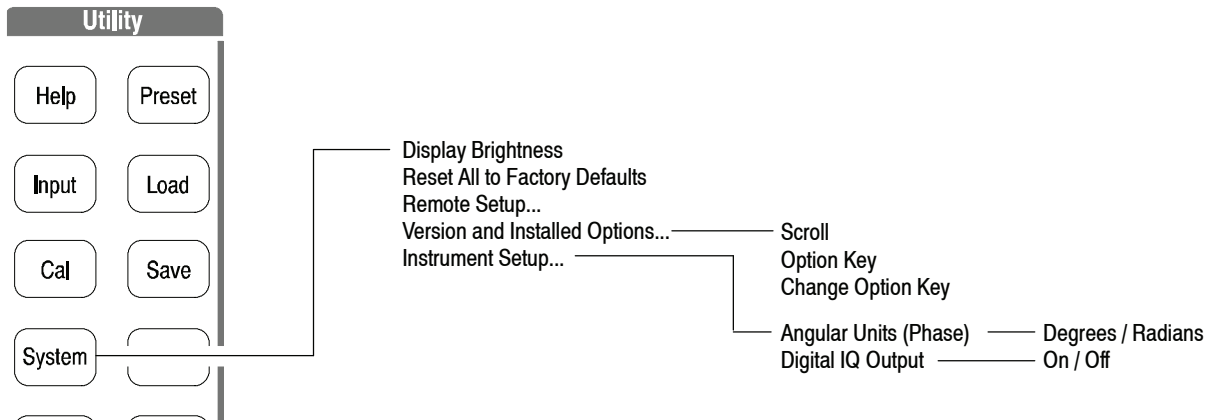 Utility
Help
Preset
Input
Load
Cal
Save
System
Display Brightness
Reset All to Factory Defaults
Remote Setup...
Version and Installed Options...
Instrument Setup...
Scroll
Option Key
Change Option Key
Angular Units (Phase)
Degrees / Radians
Digital IQ Output
On / Off